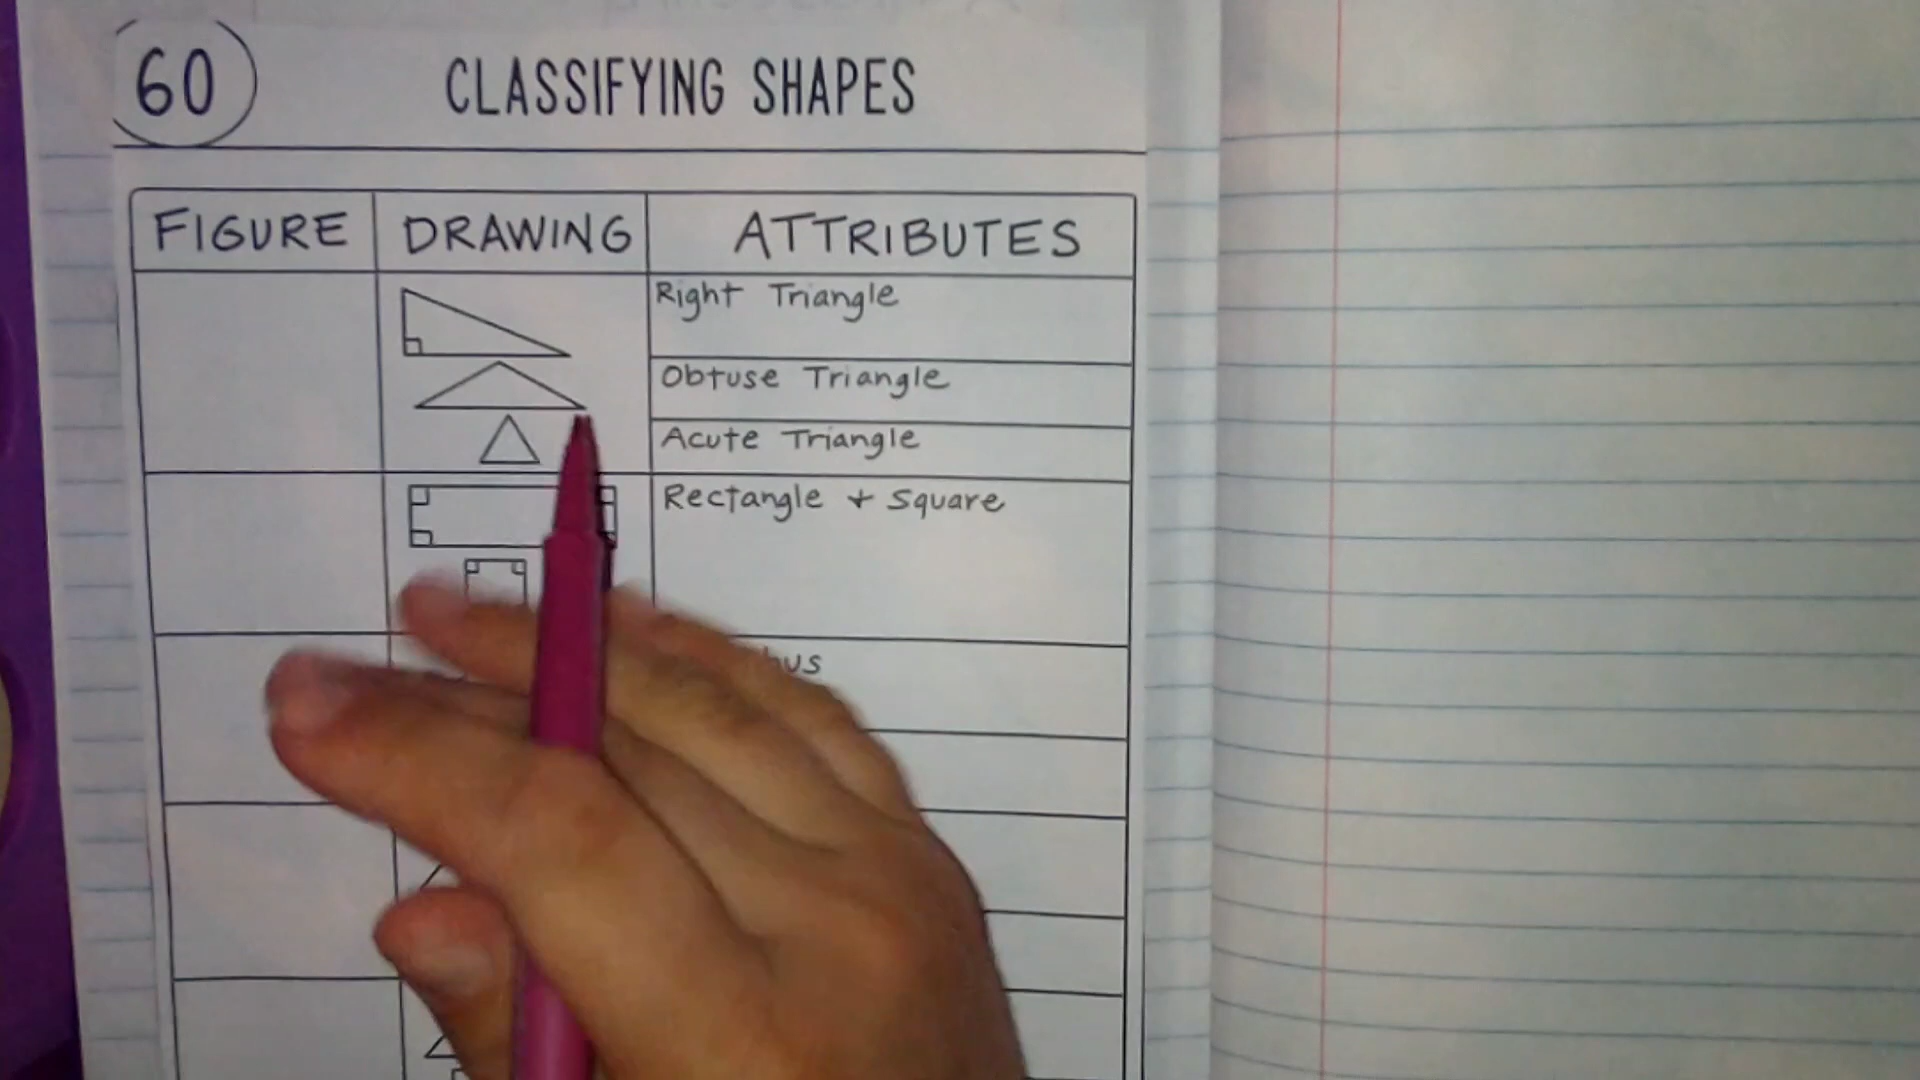 60
CLASSIFYING SHAPES
FIGURE DRAWING ATTRIBUTES
Right Triangle
Obtuse Triangle
Acute Triangle
Rectangle + Square